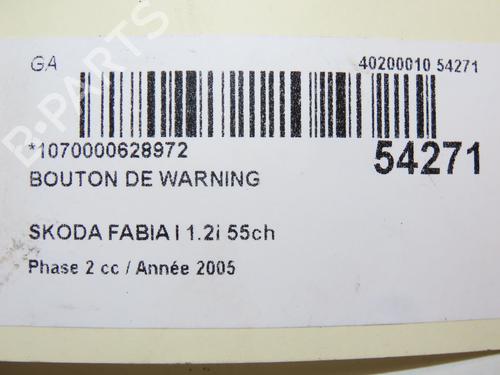 GA
40200010 54271
*1070000628972
54271
BOUTON DE WARNING
SKODA FABIA I 1.2i 55ch
Phase 2 cc / Année 2005
B-PARTS